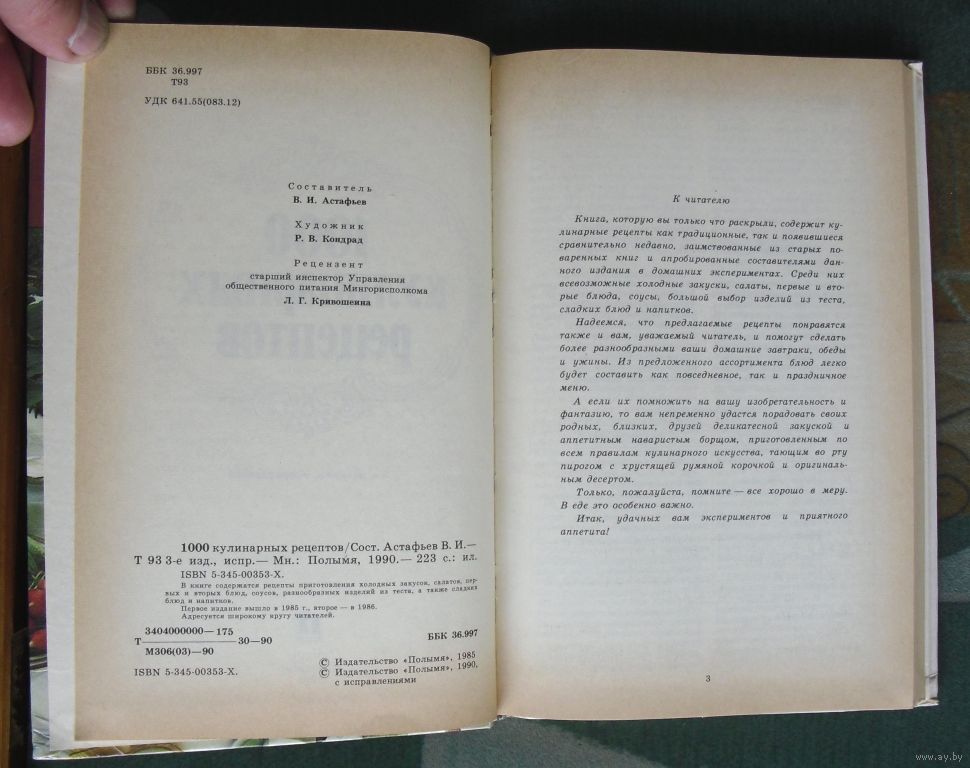 ББК 36.997
Т93
УДК 641.55(083.12)
Составитель
В. И. Астафьев
Художник
Р. В. Кондрад
Рецензент
старший инспектор Управления
общественного питания Мингорисполкома
Л. Г. Кривошеина
1000 кулинарных рецептов/Сост. Астафьев В. И.—
Т 93 3-е изд., испр.— Мн.: Полымя, 1990.— 223 с.: ил.
ISBN 5-345-00353-X.
В книге содержатся рецепты приготовления холодных закусок, салатов, пер-
вых и вторых блюд, соусов, разнообразных изделий из теста, а также сладких
блюд и напитков.
Первое издание вышло в 1985 г., второе — в 1986.
Адресуется широкому кругу читателей.
3404000000—175
Т—————30—90
М306(03)—90
ББК 36.997
ISBN 5-345-00353-X.
© Издательство «Полымя», 1985
© Издательство «Полымя», 1990,
с исправлениями
К читателю
Книга, которую вы только что раскрыли, содержит ку-
линарные рецепты как традиционные, так и появившиеся
сравнительно недавно, заимствованные из старых по-
варенных книг и апробированные составителями дан-
ного издания в домашних экспериментах. Среди них
всевозможные холодные закуски, салаты, первые и вто-
рые блюда, соусы, большой выбор изделий из теста,
сладких блюд и напитков.
Надеемся, что предлагаемые рецепты понравятся
также и вам, уважаемый читатель, и помогут сделать
более разнообразными ваши домашние завтраки, обеды
и ужины. Из предложенного ассортимента блюд легко
будет составить как повседневное, так и праздничное
меню.
А если их помножить на вашу изобретательность и
фантазию, то вам непременно удастся порадовать своих
родных, близких, друзей деликатесной закуской и
аппетитным наваристым борщом, приготовленным по
всем правилам кулинарного искусства, тающим во рту
пирогом с хрустящей румяной корочкой и оригиналь-
ным десертом.
Только, пожалуйста, помните — все хорошо в меру.
В еде это особенно важно.
Итак, удачных вам экспериментов и приятного
аппетита!
3
www.ay.by